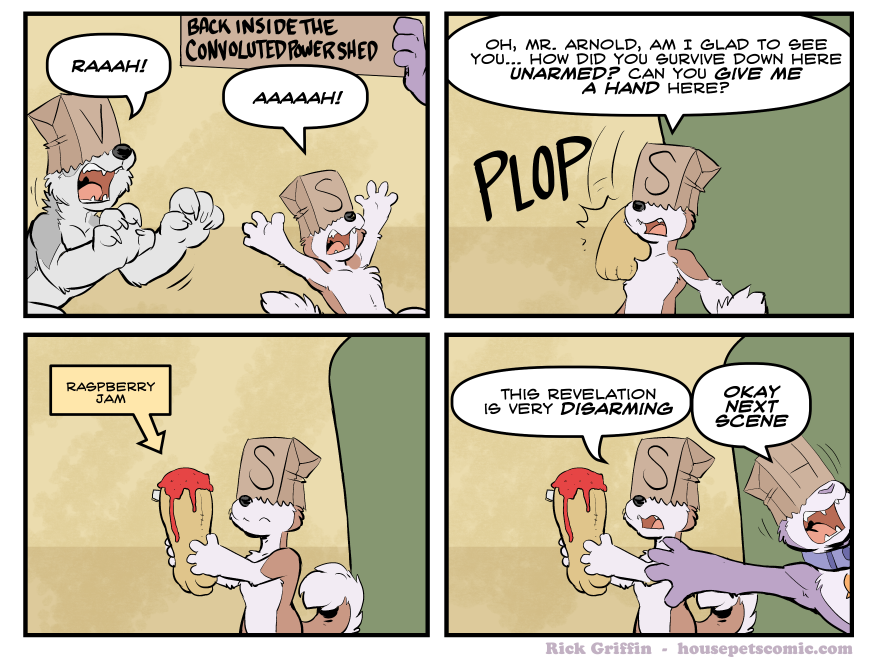 BACK INSIDE THE
CONVOLUTED POWER SHED
RAAAH!
AAAAAH!
V
S
OH, MR. ARNOLD, AM I GLAD TO SEE
YOU... HOW DID YOU SURVIVE DOWN HERE
UNARMED? CAN YOU GIVE ME
A HAND HERE?
PLOP
S
RASPBERRY
JAM
S
THIS REVELATION
IS VERY DISARMING
OKAY
NEXT
SCENE
S
H
Rick Griffin - housepetscomic.com